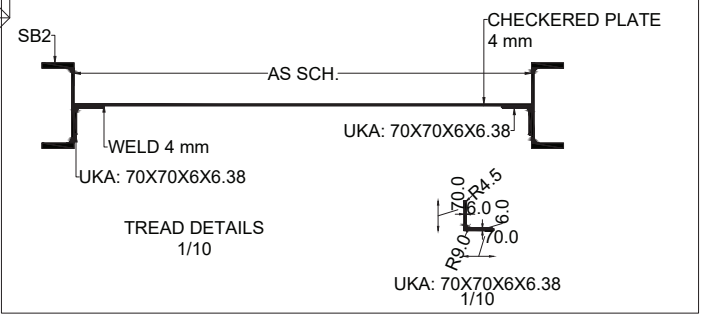 SB2
CHECKERED PLATE
4 mm
AS SCH.
UKA: 70X70X6X6.38
WELD 4 mm
UKA: 70X70X6X6.38
TREAD DETAILS
1/10
70.0
R4.5
6.0
6.0
70.0
R9.0
UKA: 70X70X6X6.38
1/10